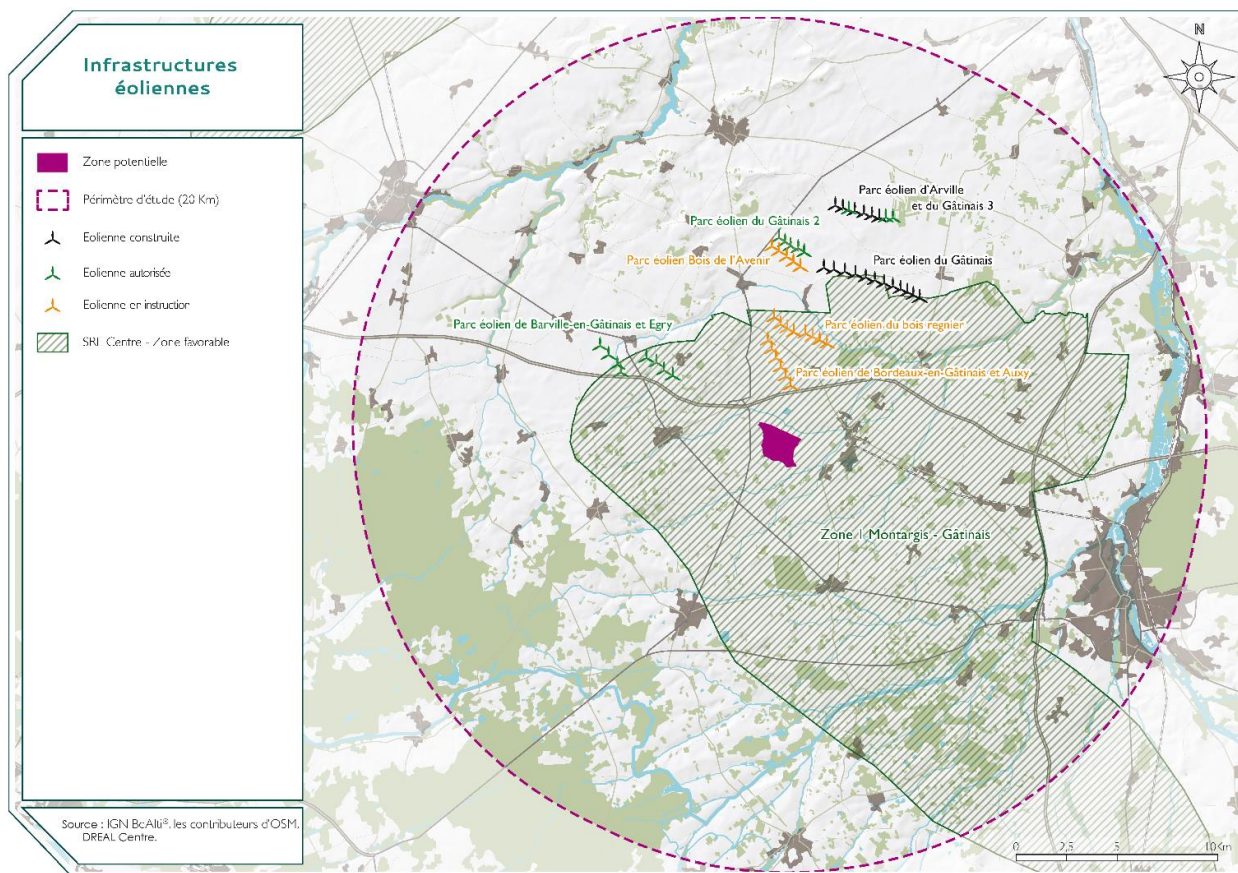 Infrastructures
éoliennes
Zone potentielle
Périmètre d'étude (20 Km)
Eolienne construite
Eolienne autorisée
Eolienne en instruction
SRE Centre - Zone favorable
Source : IGN BcAlti®, les contributeurs d'OSM,
DREAL Centre.
N
Parc éolien d'Arville
et du Gâtinais 3
Parc éolien du Gâtinais 2
Parc éolien Bois de l'Avenir
Parc éolien du Gâtinais
Parc éolien de Barville-en-Gâtinais et Egry
Parc éolien du bois regnier
Parc éolien de Bordeaux-en-Gâtinais et Auxy
Zone 1 Montargis - Gâtinais
0 2,5 5 10 Km